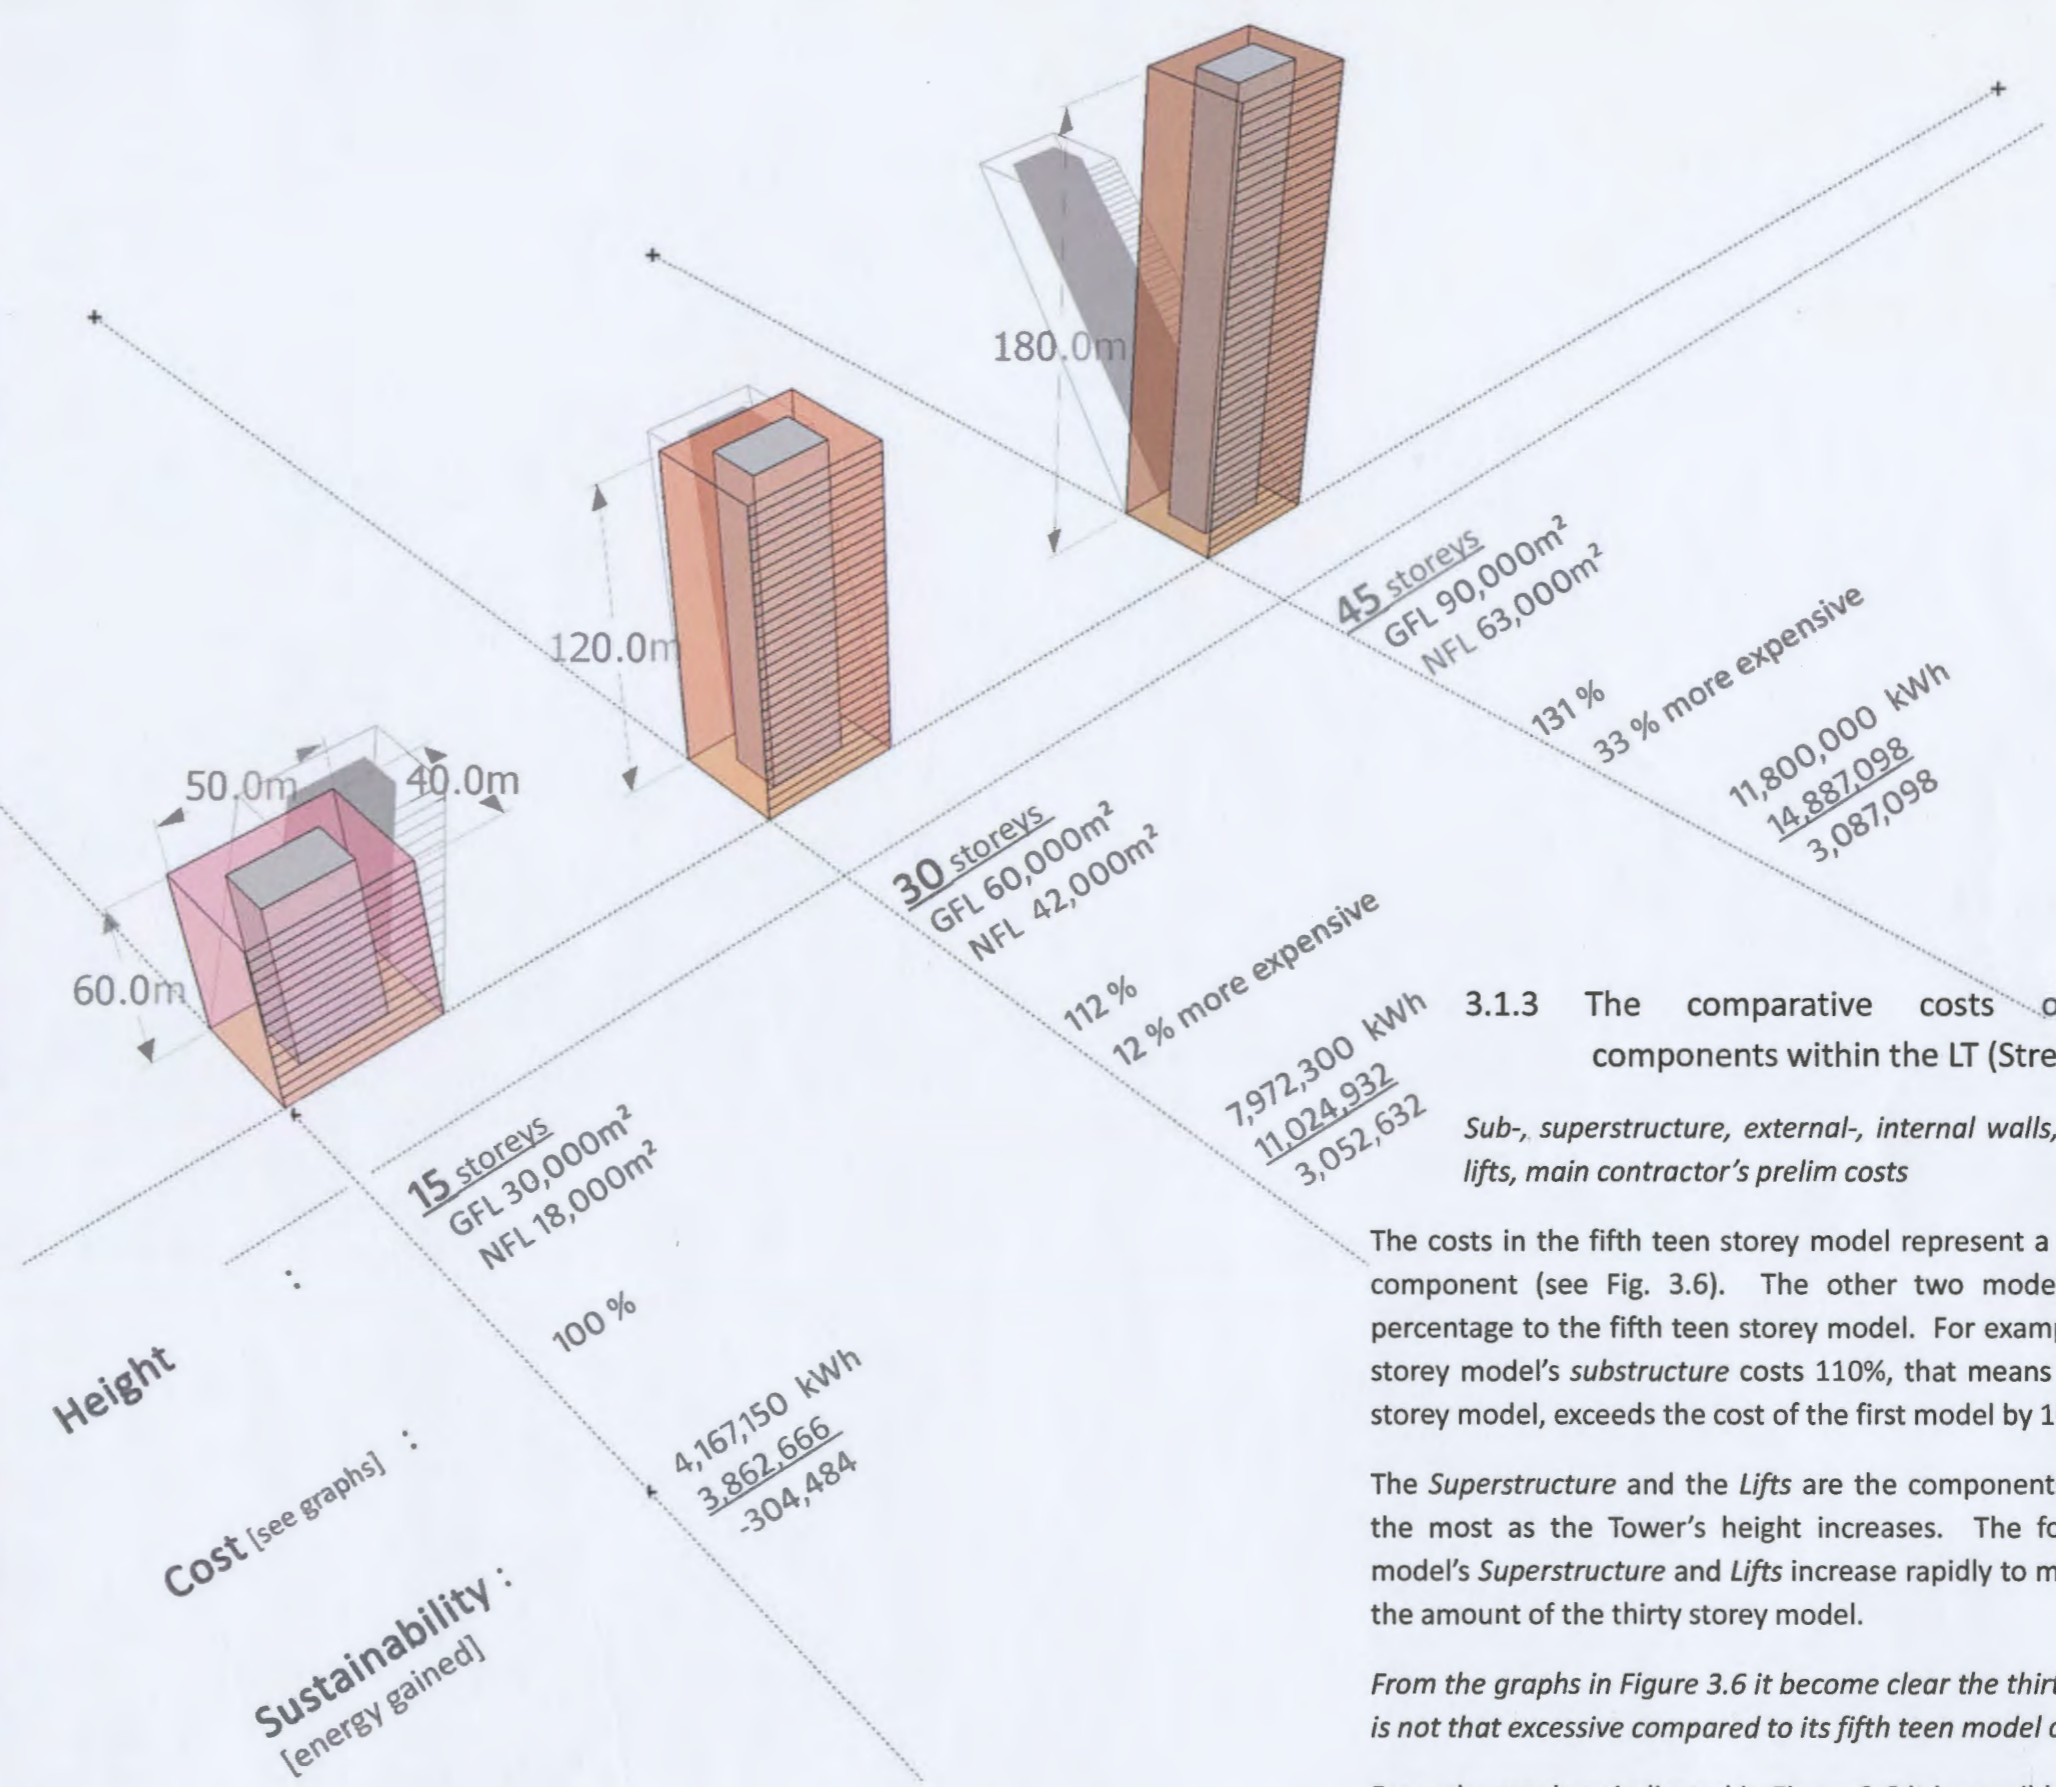 180.0m
120.0m
50.0m
40.0m
60.0m
45 storeys
GFL 90,000m²
NFL 63,000m²
131 %
33 % more expensive
11,800,000 kWh
14,887,098
3,087,098
30 storeys
GFL 60,000m²
NFL 42,000m²
112 %
12 % more expensive
7,972,300 kWh
11,024,932
3,052,632
15 storeys
GFL 30,000m²
NFL 18,000m²
100 %
4,167,150 kWh
3,862,666
-304,484
Height :
Cost [see graphs] :
Sustainability :
[energy gained]
3.1.3 The comparative costs
components within the LT (Stre
Sub-, superstructure, external-, internal walls,
lifts, main contractor's prelim costs
The costs in the fifth teen storey model represent a
component (see Fig. 3.6). The other two mode
percentage to the fifth teen storey model. For examp
storey model's substructure costs 110%, that means
storey model, exceeds the cost of the first model by 1
The Superstructure and the Lifts are the component
the most as the Tower's height increases. The fo
model's Superstructure and Lifts increase rapidly to m
the amount of the thirty storey model.
From the graphs in Figure 3.6 it become clear the thirt
is not that excessive compared to its fifth teen model